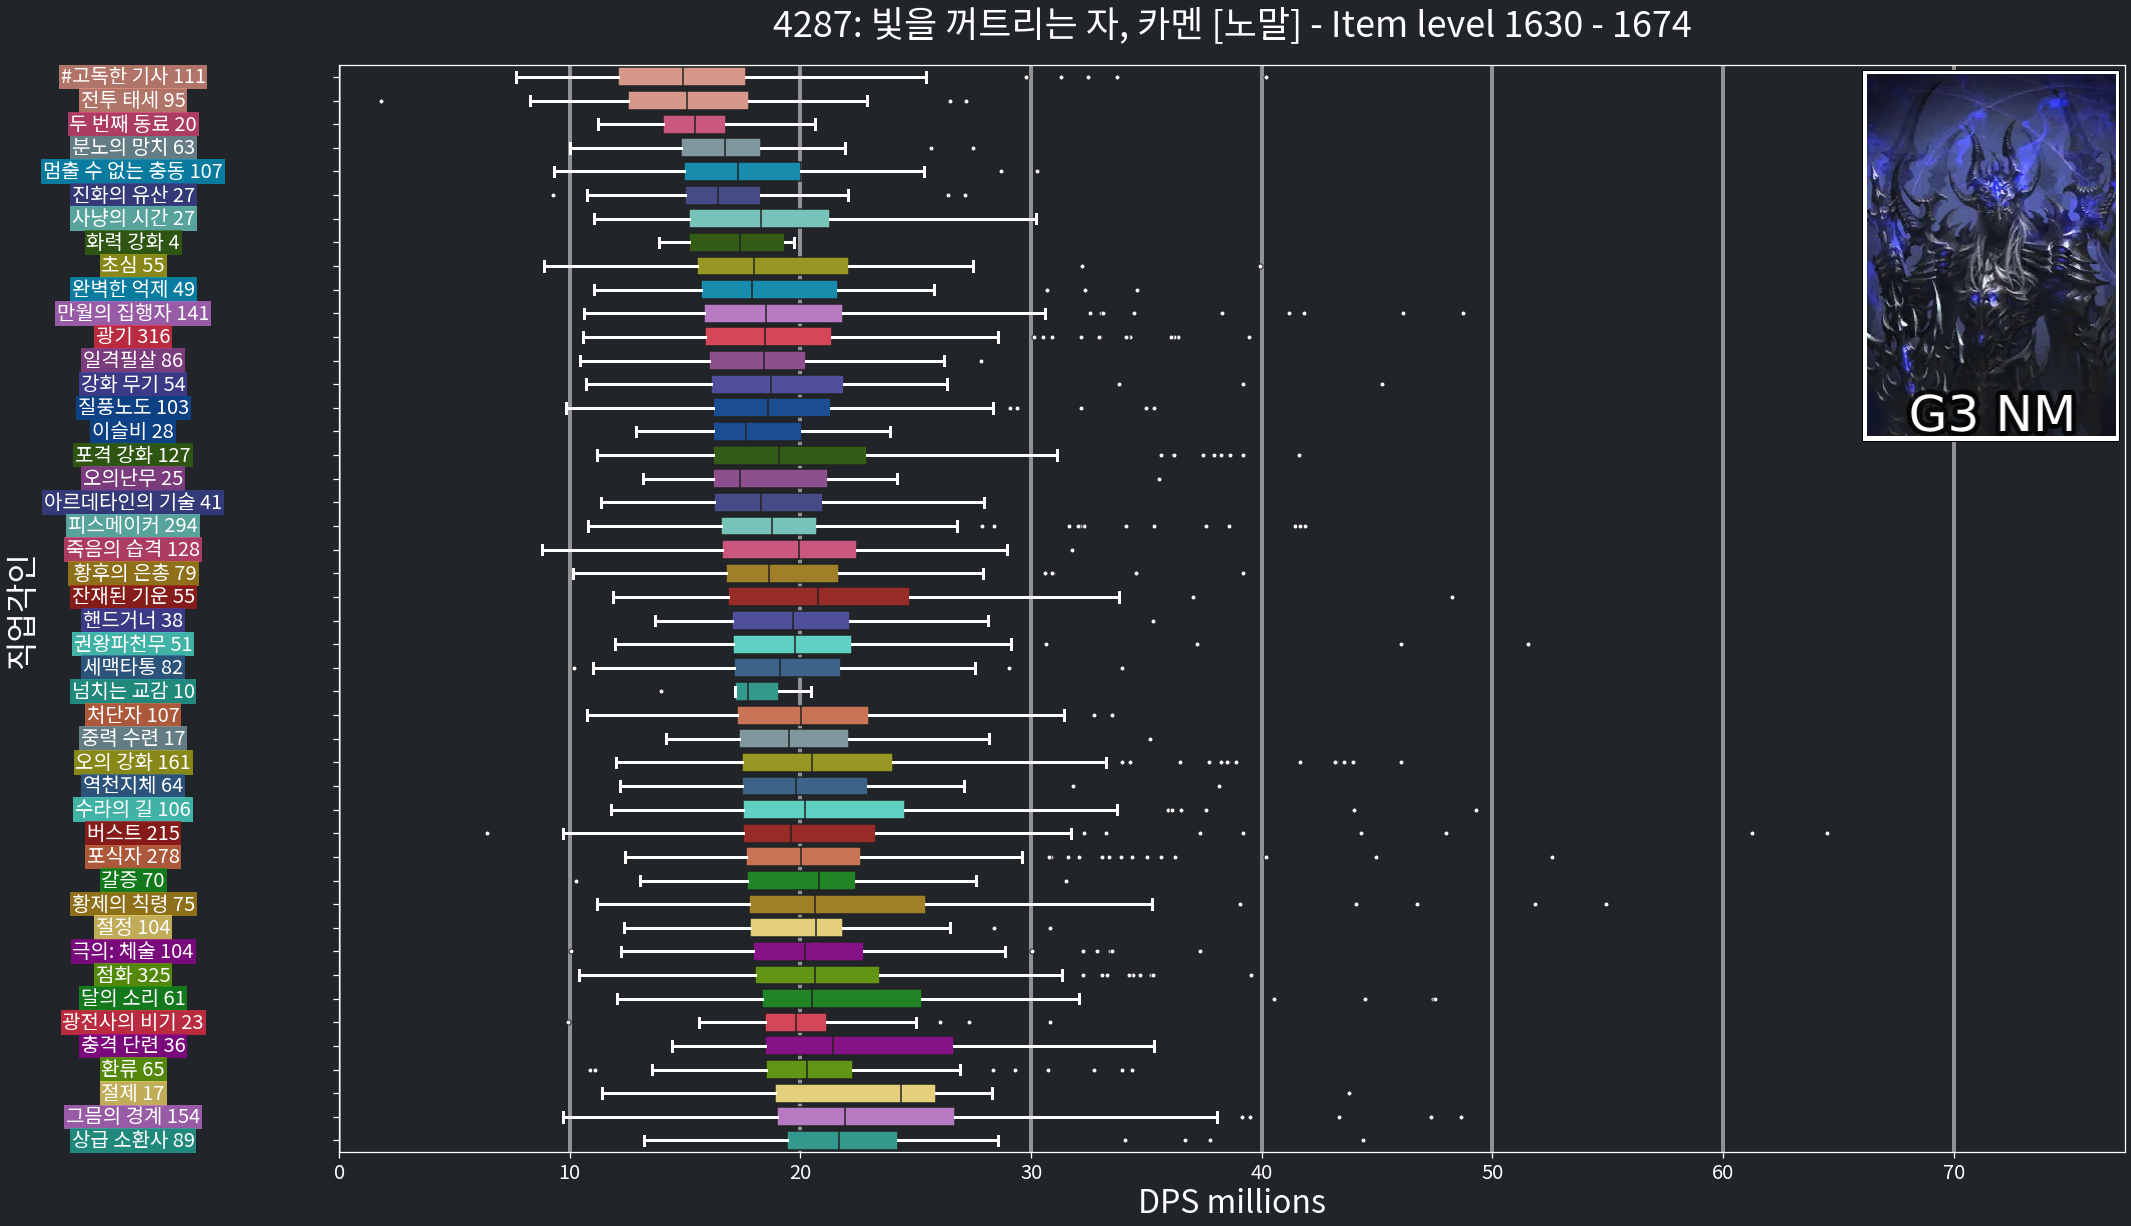 4287: 빛을 꺼트리는 자, 카멘 [노말] - Item level 1630 - 1674
#고독한 기사 111
전투 태세 95
두 번째 동료 20
분노의 망치 63
멈출 수 없는 충동 107
진화의 유산 27
사냥의 시간 27
화력 강화 4
초심 55
완벽한 억제 49
만월의 집행자 141
광기 316
일격필살 86
강화 무기 54
질풍노도 103
이슬비 28
포격 강화 127
오의난무 25
아르데타인의 기술 41
피스메이커 294
죽음의 습격 128
황후의 은총 79
잔재된 기운 55
핸드거너 38
권왕파천무 51
세맥타통 82
넘치는 교감 10
처단자 107
중력 수련 17
오의 강화 161
역천지체 64
수라의 길 106
버스트 215
포식자 278
갈증 70
황제의 칙령 75
절정 104
극의: 체술 104
점화 325
달의 소리 61
광전사의 비기 23
충격 단련 36
환류 65
절제 17
그믐의 경계 154
상급 소환사 89
직업각인
G3 NM
0 10 20 30 40 50 60 70
DPS millions